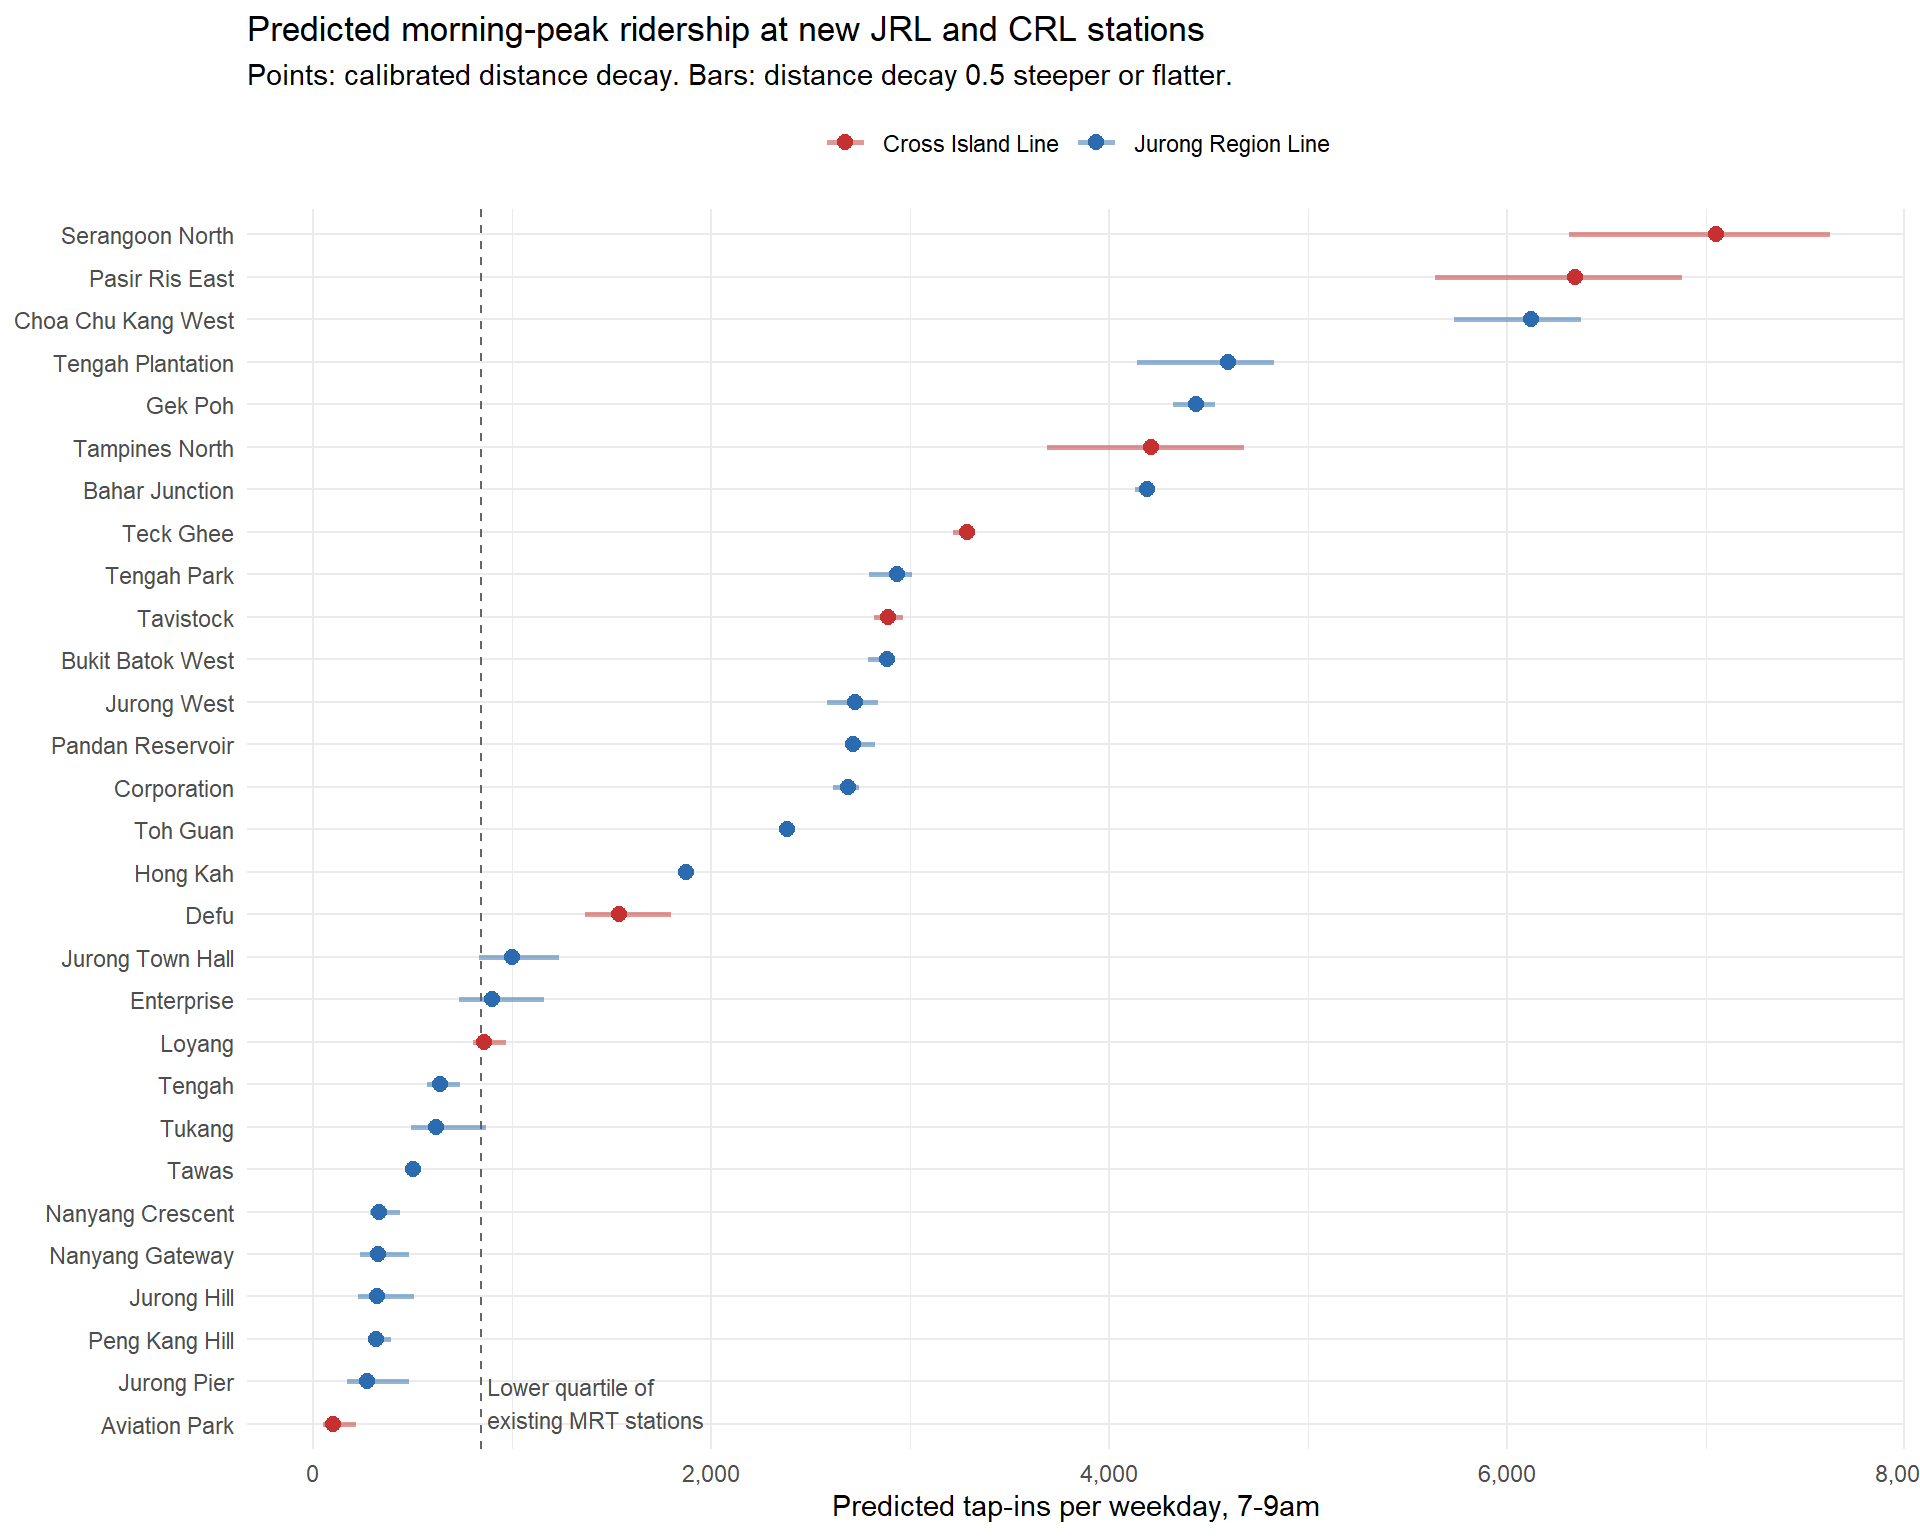 Predicted morning-peak ridership at new JRL and CRL stations
Points: calibrated distance decay. Bars: distance decay 0.5 steeper or flatter.
Cross Island Line
Jurong Region Line
Serangoon North
Pasir Ris East
Choa Chu Kang West
Tengah Plantation
Gek Poh
Tampines North
Bahar Junction
Teck Ghee
Tengah Park
Tavistock
Bukit Batok West
Jurong West
Pandan Reservoir
Corporation
Toh Guan
Hong Kah
Defu
Jurong Town Hall
Enterprise
Loyang
Tengah
Tukang
Tawas
Nanyang Crescent
Nanyang Gateway
Jurong Hill
Peng Kang Hill
Jurong Pier
Aviation Park
Lower quartile of
existing MRT stations
0
2,000
4,000
6,000
8,00
Predicted tap-ins per weekday, 7-9am